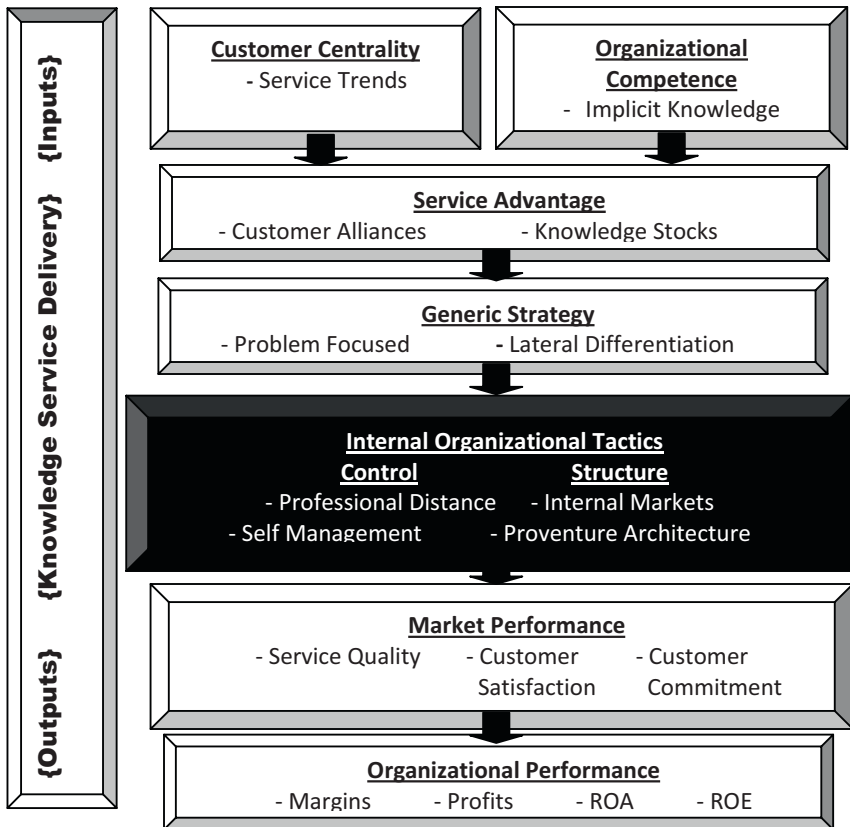 {Inputs}
{Knowledge Service Delivery}
{Outputs}
Customer Centrality
- Service Trends
Organizational
Competence
- Implicit Knowledge
Service Advantage
- Customer Alliances - Knowledge Stocks
Generic Strategy
- Problem Focused - Lateral Differentiation
Internal Organizational Tactics
Control Structure
- Professional Distance - Internal Markets
- Self Management - Proventure Architecture
Market Performance
- Service Quality - Customer - Customer
Satisfaction Commitment
Organizational Performance
- Margins - Profits - ROA - ROE